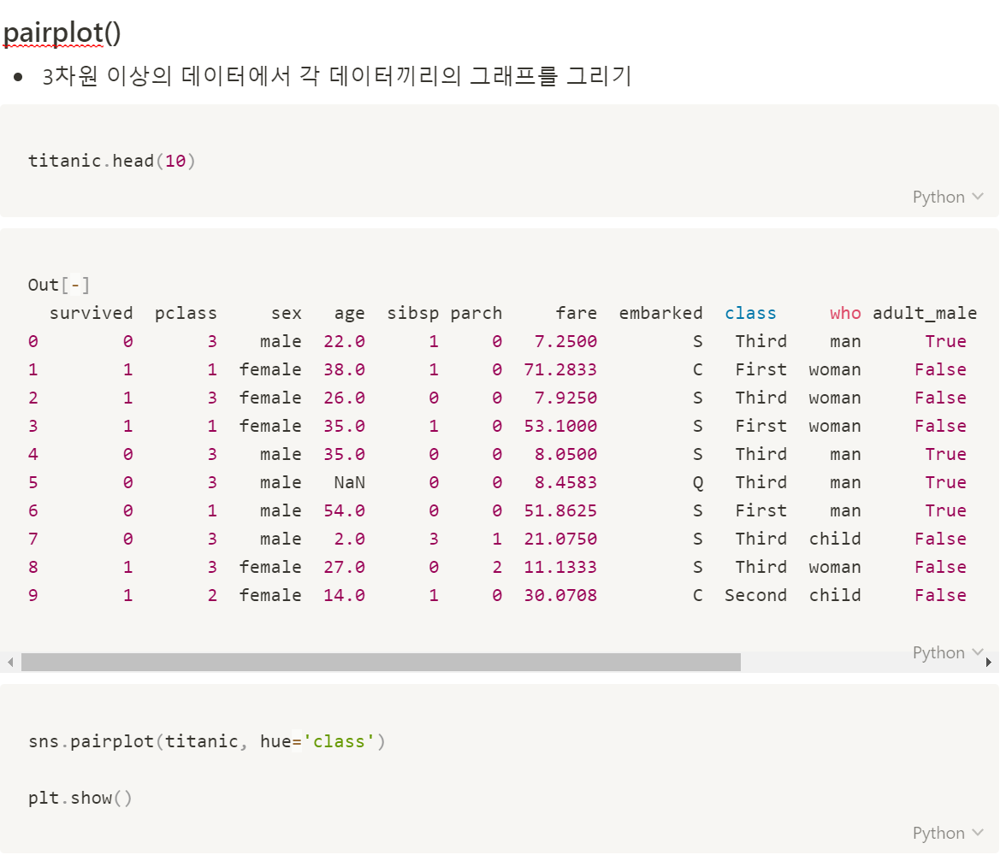 pairplot()
• 3차원 이상의 데이터에서 각 데이터끼리의 그래프를 그리기
titanic.head(10)
Python
Out[-]
survived pclass sex age sibsp parch fare embarked class who adult_male
0 0 3 male 22.0 1 0 7.2500 S Third man True
1 1 1 female 38.0 1 0 71.2833 C First woman False
2 1 3 female 26.0 0 0 7.9250 S Third woman False
3 1 1 female 35.0 1 0 53.1000 S First woman False
4 0 3 male 35.0 0 0 8.0500 S Third man True
5 0 3 male NaN 0 0 8.4583 Q Third man True
6 0 1 male 54.0 0 0 51.8625 S First man True
7 0 3 male 2.0 3 1 21.0750 S Third child False
8 1 3 female 27.0 0 2 11.1333 S Third woman False
9 1 2 female 14.0 1 0 30.0708 C Second child False
Python
sns.pairplot(titanic, hue='class')
plt.show()
Python